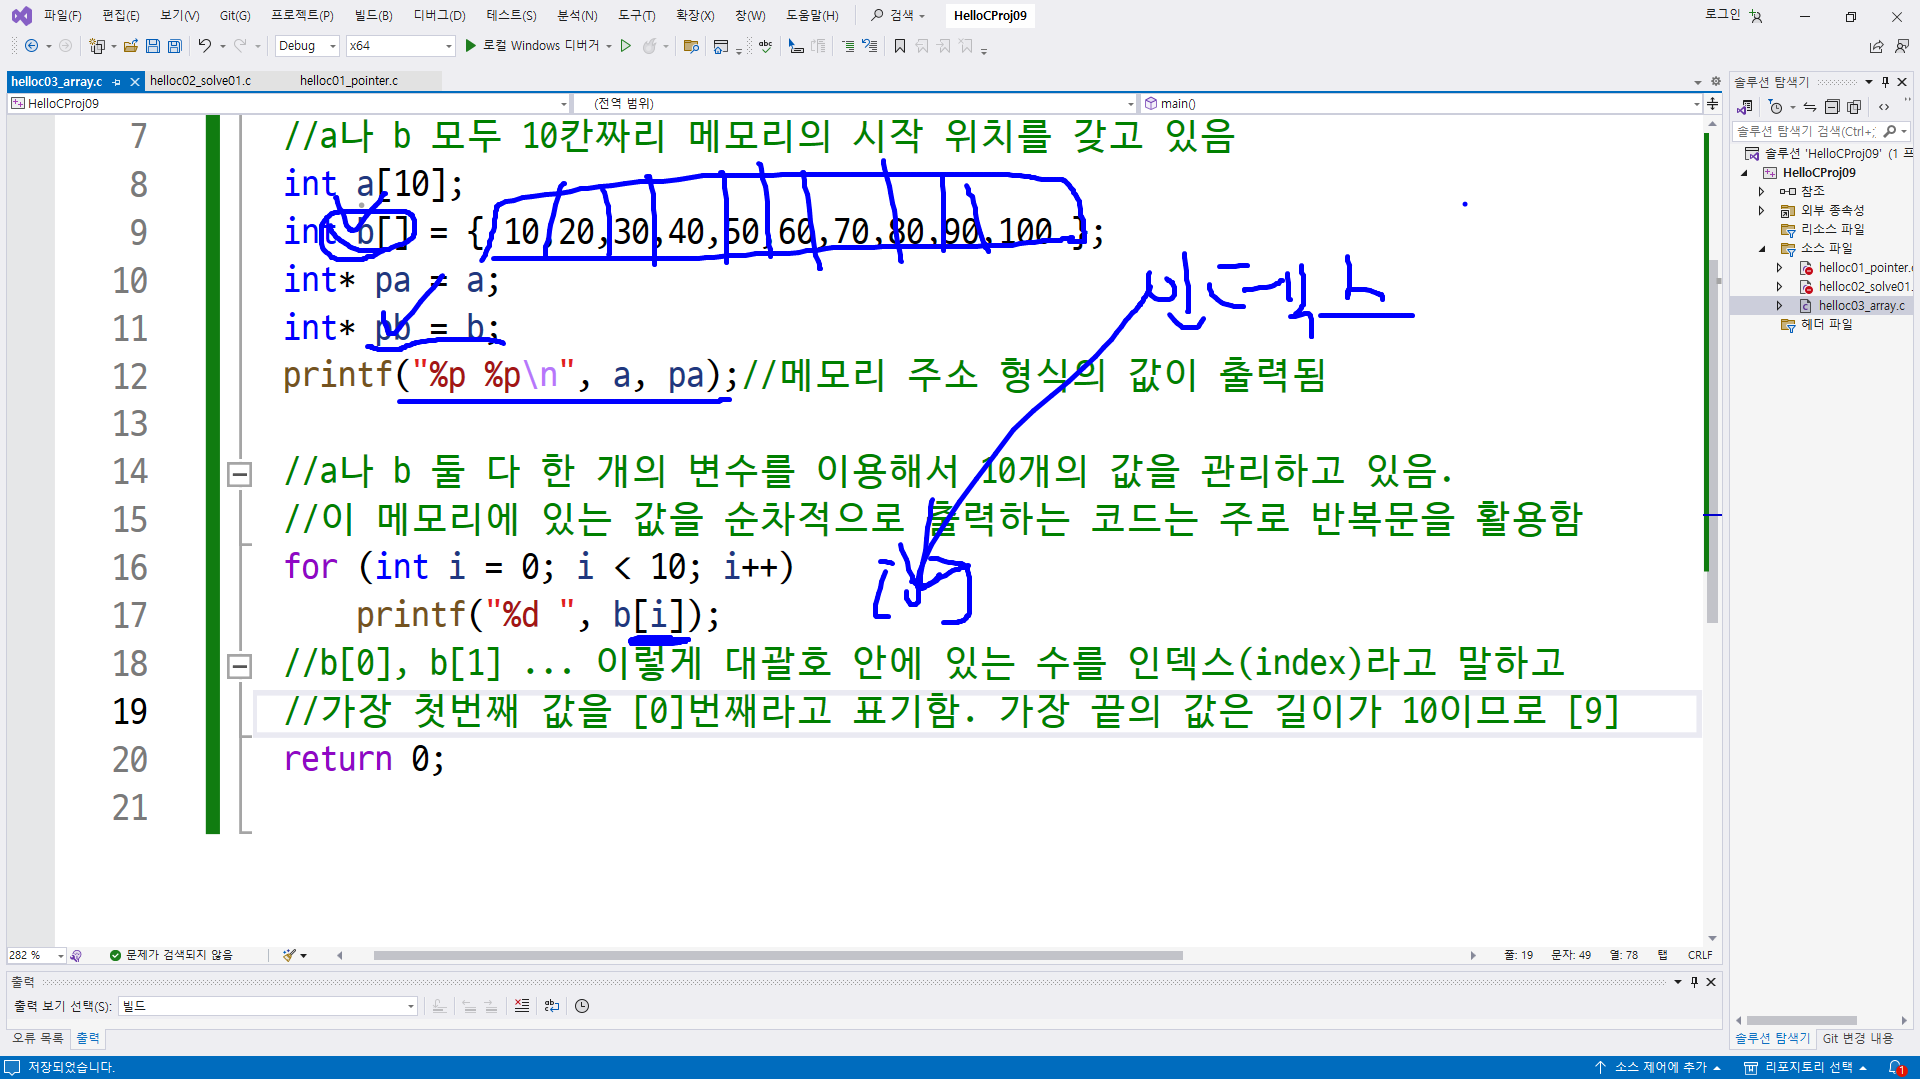 파일(F) 편집(E) 보기(V) Git(G) 프로젝트(P) 빌드(B) 디버그(D) 테스트(S) 분석(N) 도구(T) 확장(X) 창(W) 도움말(H) 검색 HelloCProj09 로그인
Debug x64 로컬 Windows 디버거
helloc03_array.c helloc02_solve01.c helloc01_pointer.c
HelloCProj09 (전역 범위) main()
7 //a나 b 모두 10칸짜리 메모리의 시작 위치를 갖고 있음
8 int a[10];
9 int b[] = { 10,20,30,40,50,60,70,80,90,100 };
10 int* pa = a;
11 int* pb = b;
12 printf("%p %p\n", a, pa);//메모리 주소 형식의 값이 출력됨
13
14 //a나 b 둘 다 한 개의 변수를 이용해서 10개의 값을 관리하고 있음.
15 //이 메모리에 있는 값을 순차적으로 출력하는 코드는 주로 반복문을 활용함
16 for (int i = 0; i < 10; i++)
17 printf("%d ", b[i]);
18 //b[0], b[1] ... 이렇게 대괄호 안에 있는 수를 인덱스(index)라고 말하고
19 //가장 첫번째 값을 [0]번째라고 표기함. 가장 끝의 값은 길이가 10이므로 [9]
20 return 0;
21
282 % 문제가 검색되지 않음 줄: 19 문자: 49 열: 78 탭 CRLF
출력
출력 보기 선택(S): 빌드
오류 목록 출력
솔루션 탐색기
솔루션 탐색기 검색(Ctrl+;)
솔루션 'HelloCProj09' (1 프
HelloCProj09
참조
외부 종속성
리소스 파일
소스 파일
helloc01_pointer.
helloc02_solve01.
helloc03_array.c
헤더 파일
솔루션 탐색기 Git 변경 내용
저장되었습니다. 소스 제어에 추가 리포지토리 선택 1